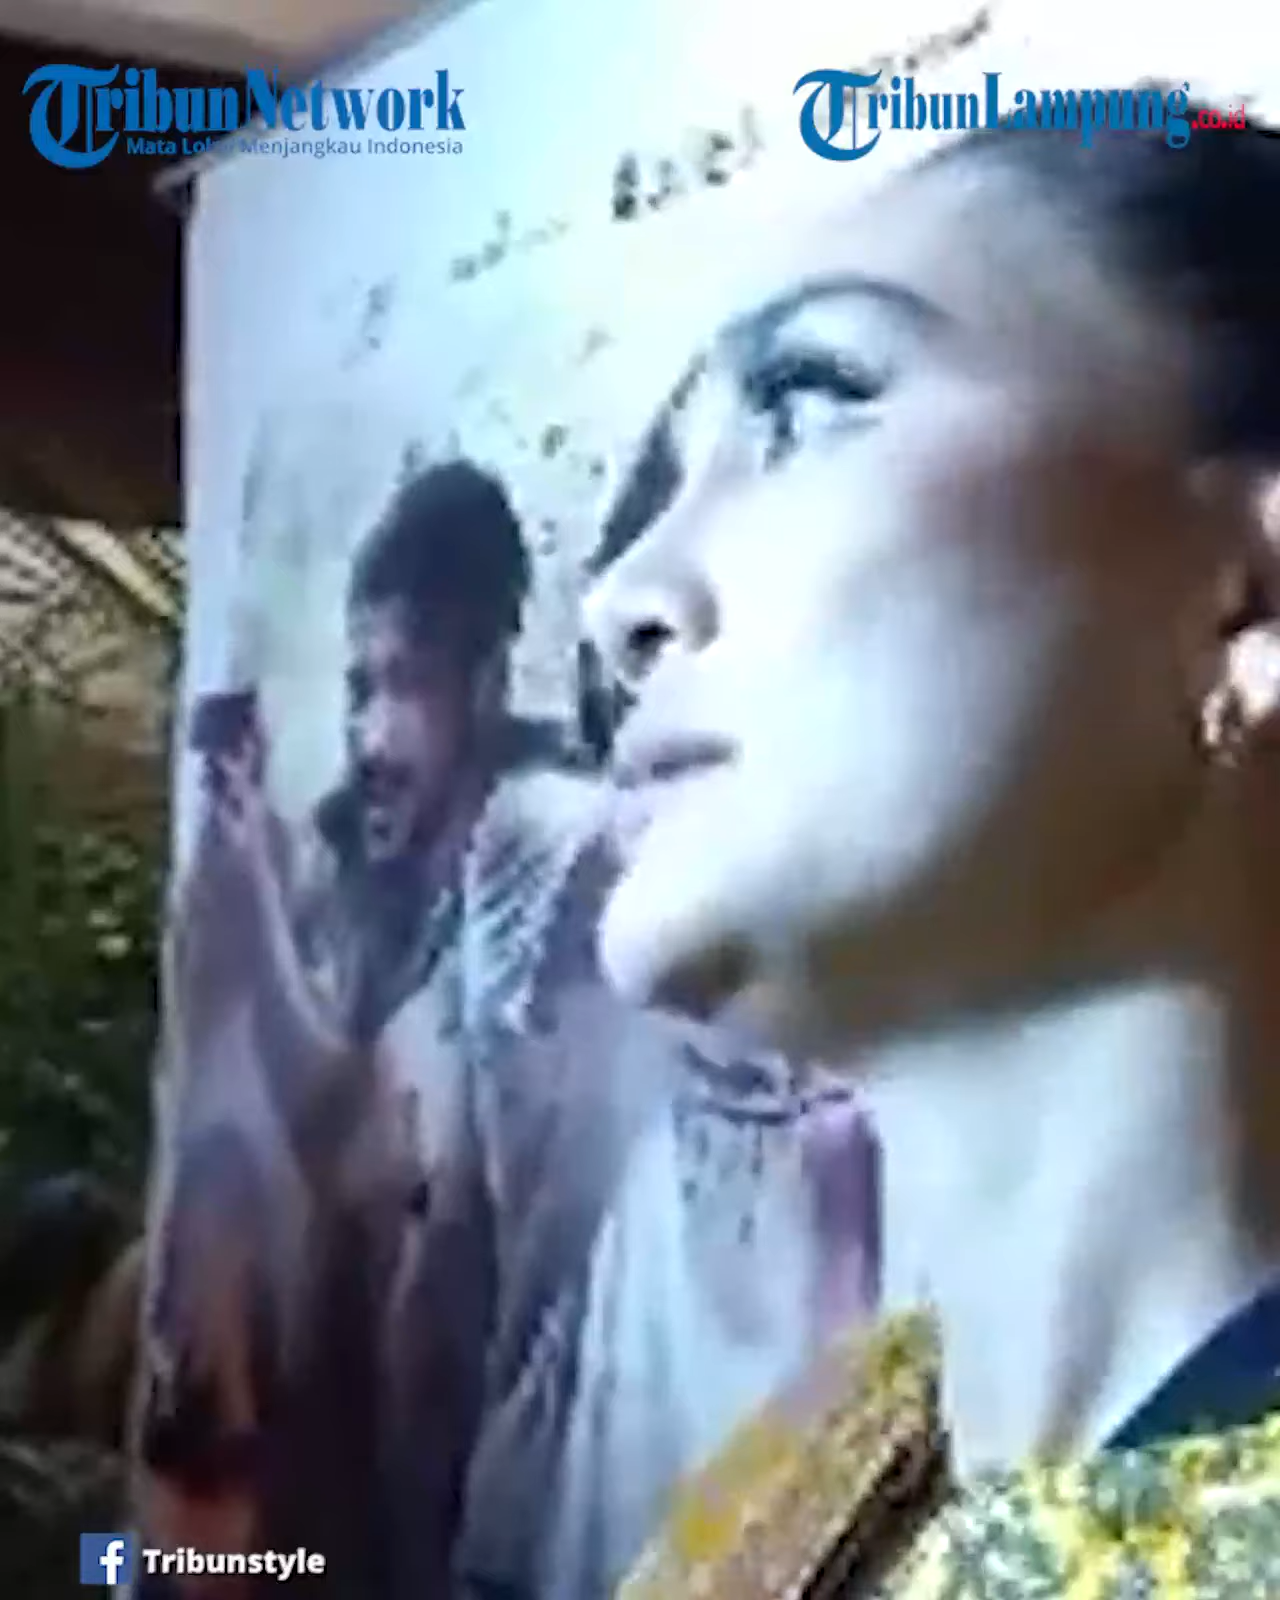 TribunNetwork
Mata Lokal Menjangkau Indonesia
TribunLampung.co.id
Tribunstyle